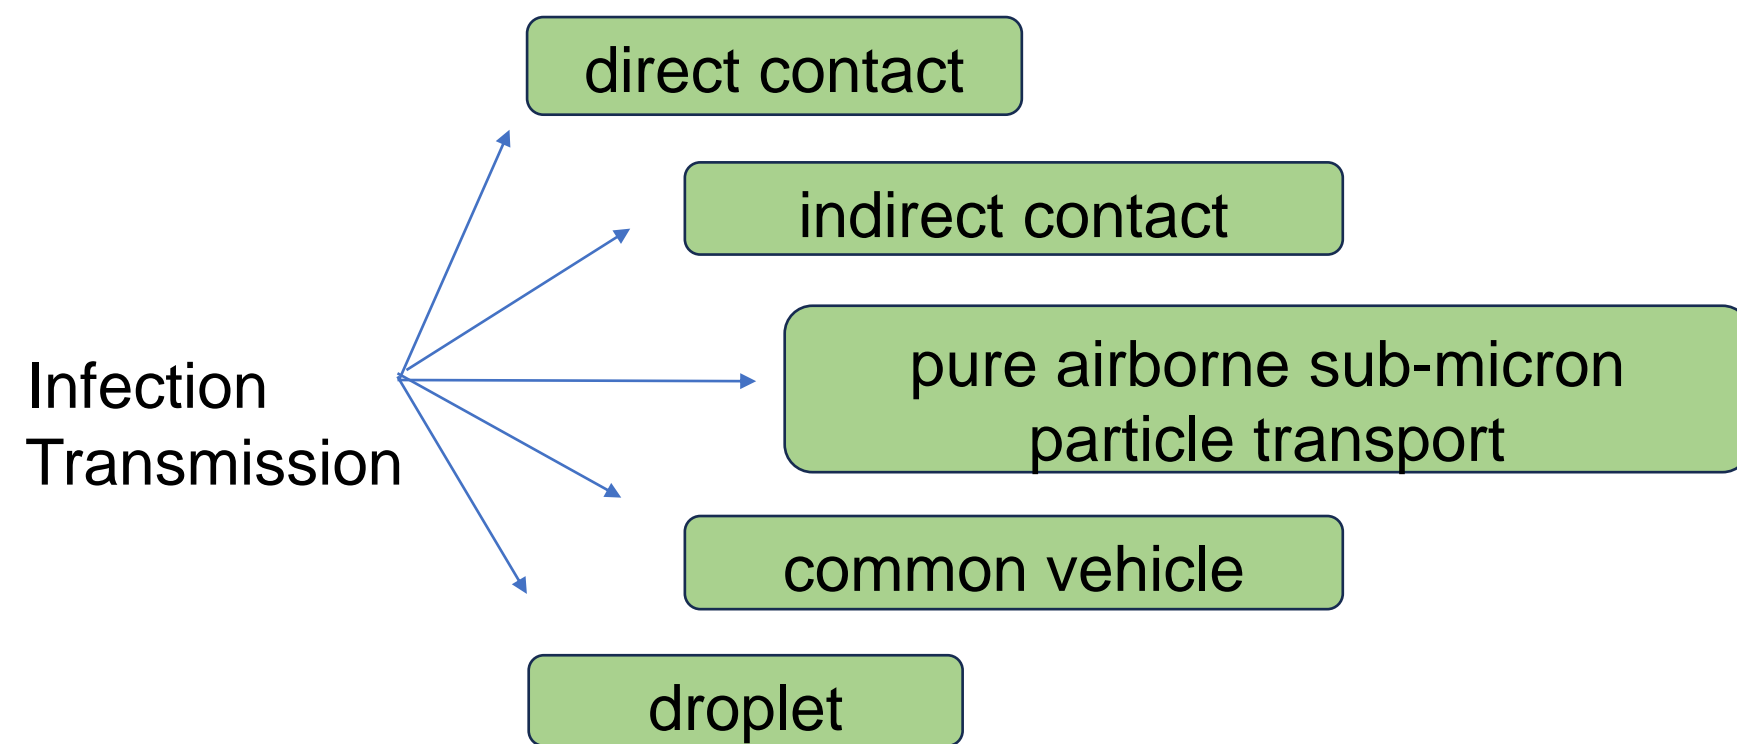 direct contact
indirect contact
Infection
Transmission
pure airborne sub-micron
particle transport
common vehicle
droplet